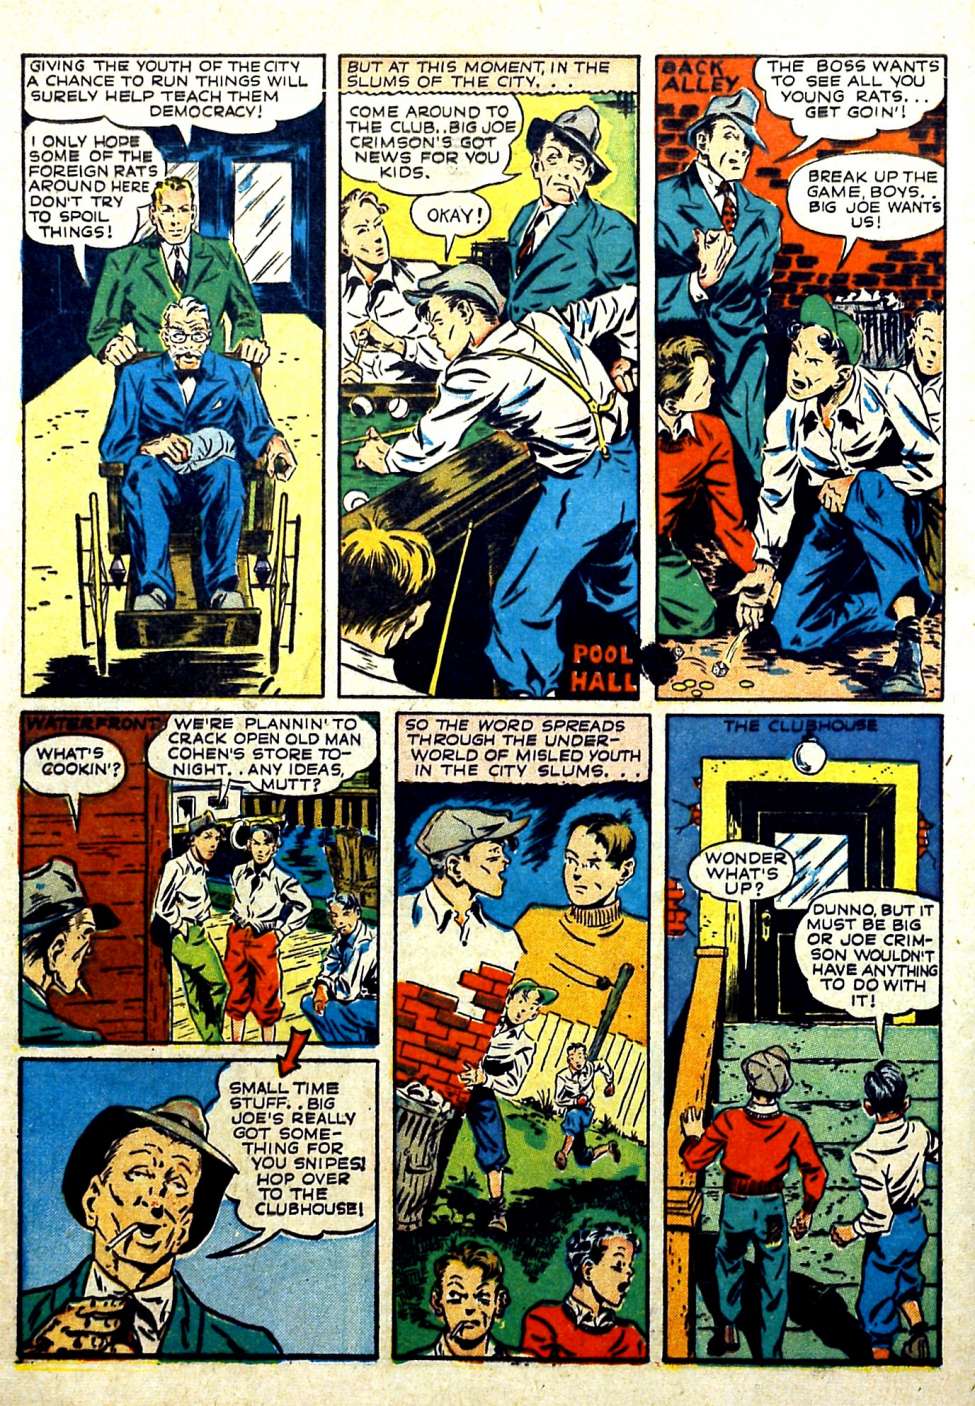 GIVING THE YOUTH OF THE CITY
A CHANCE TO RUN THINGS WILL
SURELY HELP TEACH THEM
DEMOCRACY!
I ONLY HOPE
SOME OF THE
FOREIGN RATS
AROUND HERE
DON'T TRY
TO SPOIL
THINGS!
BUT AT THIS MOMENT, IN THE
SLUMS OF THE CITY. . .
COME AROUND TO
THE CLUB..BIG JOE
CRIMSON'S GOT
NEWS FOR YOU
KIDS.
OKAY!
POOL
HALL
BACK
ALLEY
THE BOSS WANTS
TO SEE ALL YOU
YOUNG RATS...
GET GOIN'!
BREAK UP THE
GAME, BOYS..
BIG JOE WANTS
US!
WATERFRONT
WHAT'S
COOKIN'?
WE'RE PLANNIN' TO
CRACK OPEN OLD MAN
COHEN'S STORE TO-
NIGHT...ANY IDEAS,
MUTT?
SMALL TIME
STUFF..BIG
JOE'S REALLY
GOT SOME-
THING FOR
YOU SNIPES!
HOP OVER
TO THE
CLUBHOUSE!
SO THE WORD SPREADS
THROUGH THE UNDER-
WORLD OF MISLED YOUTH
IN THE CITY SLUMS. . .
THE CLUBHOUSE
WONDER
WHAT'S
UP?
DUNNO, BUT IT
MUST BE BIG
OR JOE CRIM-
SON WOULDN'T
HAVE ANYTHING
TO DO WITH
IT!